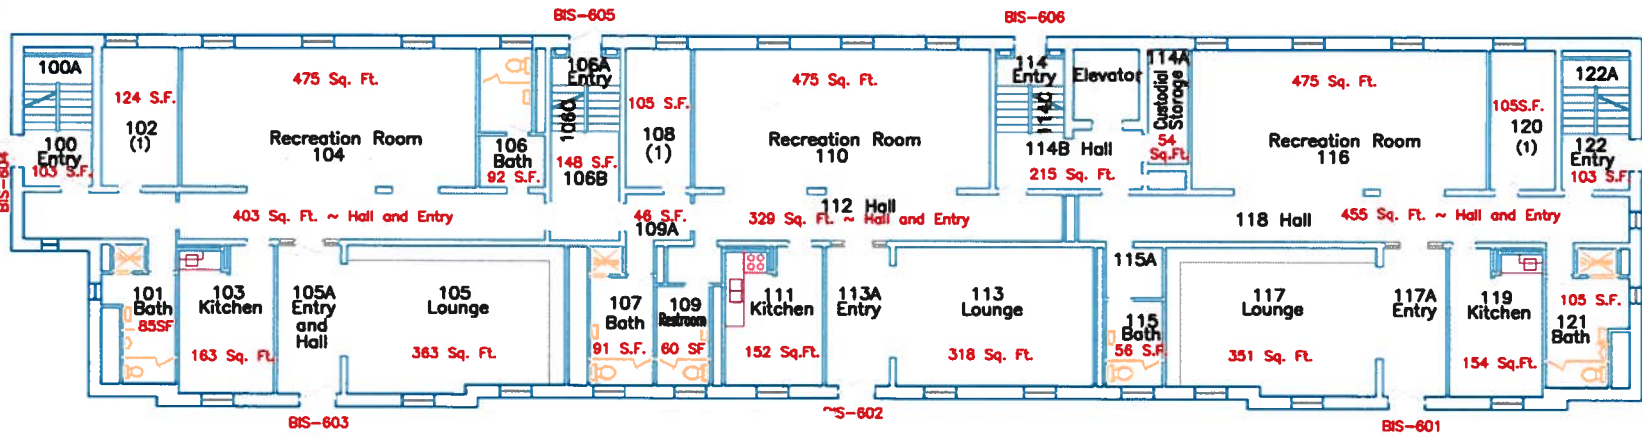 BIS-605
BIS-606
100A
124 S.F.
102
(1)
100
Entry
103 S.F.
BIS-604
475 Sq. Ft.
Recreation Room
104
106
Bath
92 S.F.
106A
Entry
106C
148 S.F.
106B
105 S.F.
108
(1)
475 Sq. Ft.
Recreation Room
110
114
Entry
114C
114B Hall
215 Sq. Ft.
Elevator
114A
Custodial
Storage
54
Sq.Ft.
475 Sq. Ft.
Recreation Room
116
105S.F.
120
(1)
122A
122
Entry
103 S.F.
403 Sq. Ft. ~ Hall and Entry
46 S.F.
109A
112 Hall
329 Sq. Ft. ~ Hall and Entry
118 Hall
455 Sq. Ft. ~ Hall and Entry
101
Bath
85SF
103
Kitchen
163 Sq. Ft.
105A
Entry
and
Hall
105
Lounge
363 Sq. Ft.
107
Bath
91 S.F.
109
Restroom
60 SF
111
Kitchen
152 Sq.Ft.
113A
Entry
113
Lounge
318 Sq. Ft.
115A
115
Bath
56 S.F.
117
Lounge
351 Sq. Ft.
117A
Entry
119
Kitchen
154 Sq.Ft.
105 S.F.
121
Bath
BIS-603
~S-602
BIS-601